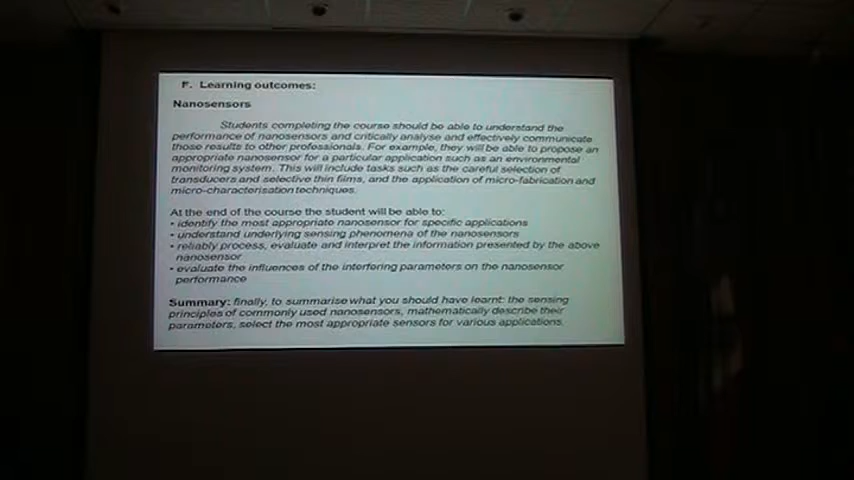 F. Learning outcomes:
Nanosensors
Students completing the course should be able to understand the
performance of nanosensors and critically analyse and effectively communicate
those results to other professionals. For example, they will be able to propose an
appropriate nanosensor for a particular application such as an environmental
monitoring system. This will include tasks such as the careful selection of
transducers and selective thin films, and the application of micro-fabrication and
micro-characterisation techniques.
At the end of the course the student will be able to:
• identify the most appropriate nanosensor for specific applications
• understand underlying sensing phenomena of the nanosensors
• reliably process, evaluate and interpret the information presented by the above
nanosensor
• evaluate the influences of the interfering parameters on the nanosensor
performance
Summary: finally, to summarise what you should have learnt: the sensing
principles of commonly used nanosensors, mathematically describe their
parameters, select the most appropriate sensors for various applications.